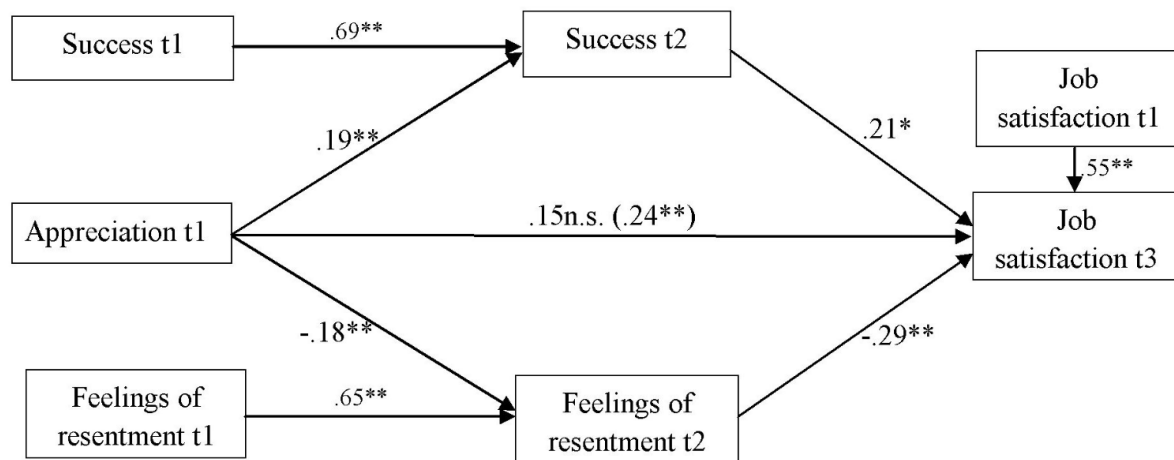 Success t1
.69**
Success t2
Job
satisfaction t1
.19**
.21*
.55**
Appreciation t1
.15n.s. (.24**)
Job
satisfaction t3
-.18**
-.29**
Feelings of
resentment t1
.65**
Feelings of
resentment t2